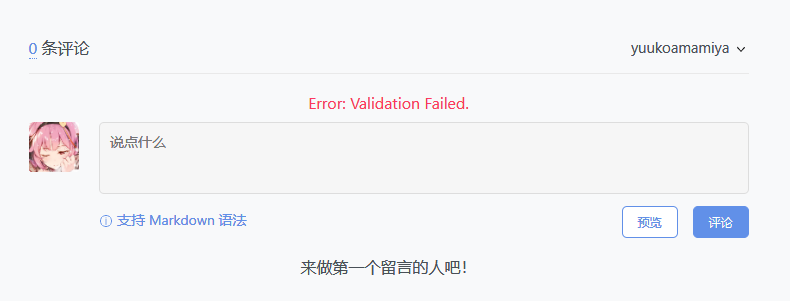 0 条评论
yuukoamamiya
Error: Validation Failed.
说点什么
支持 Markdown 语法
预览
评论
来做第一个留言的人吧！